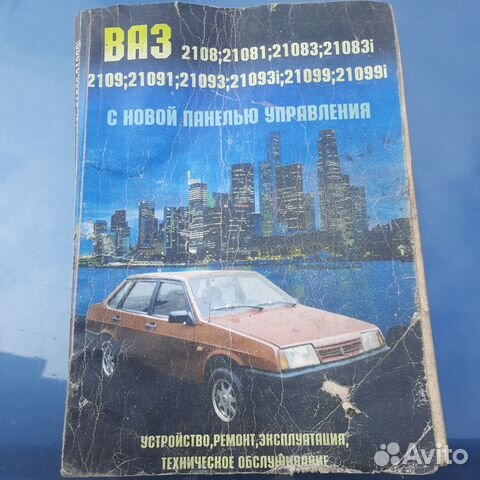 ВАЗ 2108;21081;21083;21083i
2109;21091;21093;21093i;21099;21099i
С НОВОЙ ПАНЕЛЬЮ УПРАВЛЕНИЯ
УСТРОЙСТВО,РЕМОНТ,ЭКСПЛУАТАЦИЯ,
ТЕХНИЧЕСКОЕ ОБСЛУЖИВАНИЕ
Avito